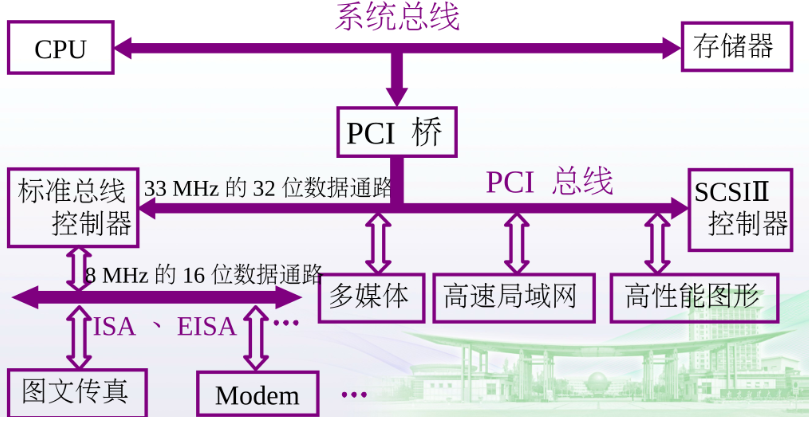 系统总线
CPU
存储器
PCI 桥
标准总线
控制器
33 MHz 的 32 位数据通路
PCI 总线
SCSIⅡ
控制器
8 MHz 的 16 位数据通路
多媒体
高速局域网
高性能图形
ISA 、 EISA
…
图文传真
Modem
…